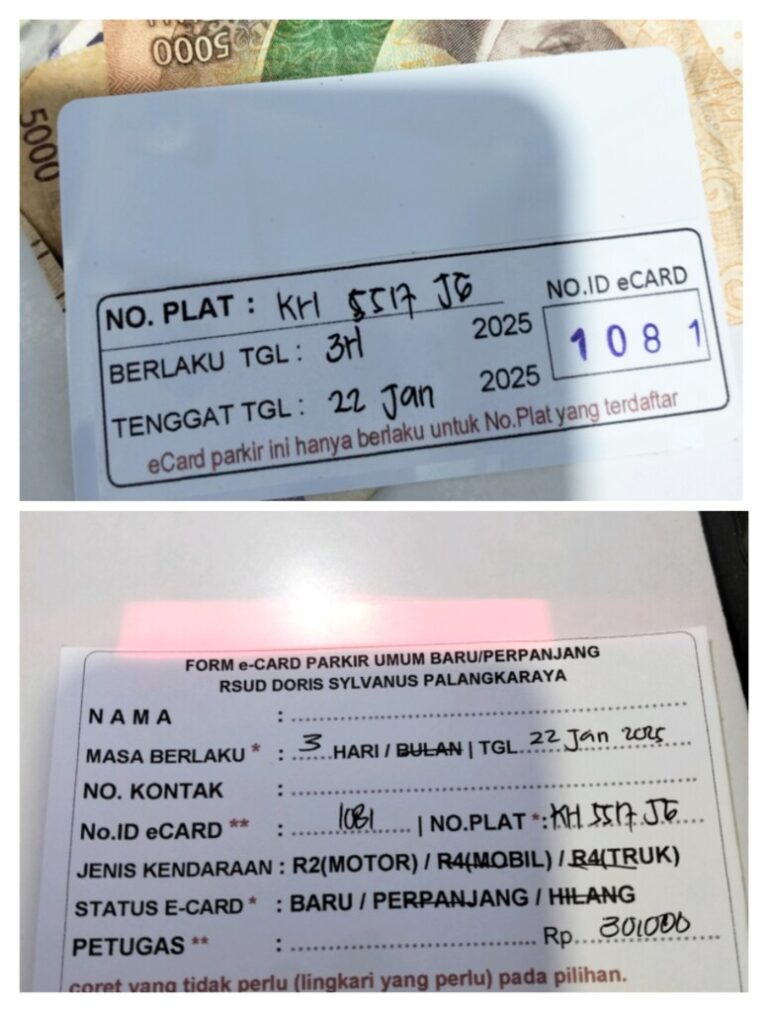 5000
5000
NO. PLAT : KH 5517 JG
NO.ID eCARD
BERLAKU TGL : 3H 2025
1081
TENGGAT TGL : 22 Jan 2025
eCard parkir ini hanya berlaku untuk No.Plat yang terdaftar
FORM e-CARD PARKIR UMUM BARU/PERPANJANG
RSUD DORIS SYLVANUS PALANGKARAYA
NAMA : ........................
MASA BERLAKU * : 3 HARI / BULAN | TGL. 22 Jan 2025
NO. KONTAK : ........................
No.ID eCARD ** : 1081 | NO.PLAT *: KH 5517 JG
JENIS KENDARAAN : R2(MOTOR) / R4(MOBIL) / R4(TRUK)
STATUS E-CARD * : BARU / PERPANJANG / HILANG
PETUGAS ** : ........................ Rp. 30.000
coret yang tidak perlu (lingkari yang perlu) pada pilihan.